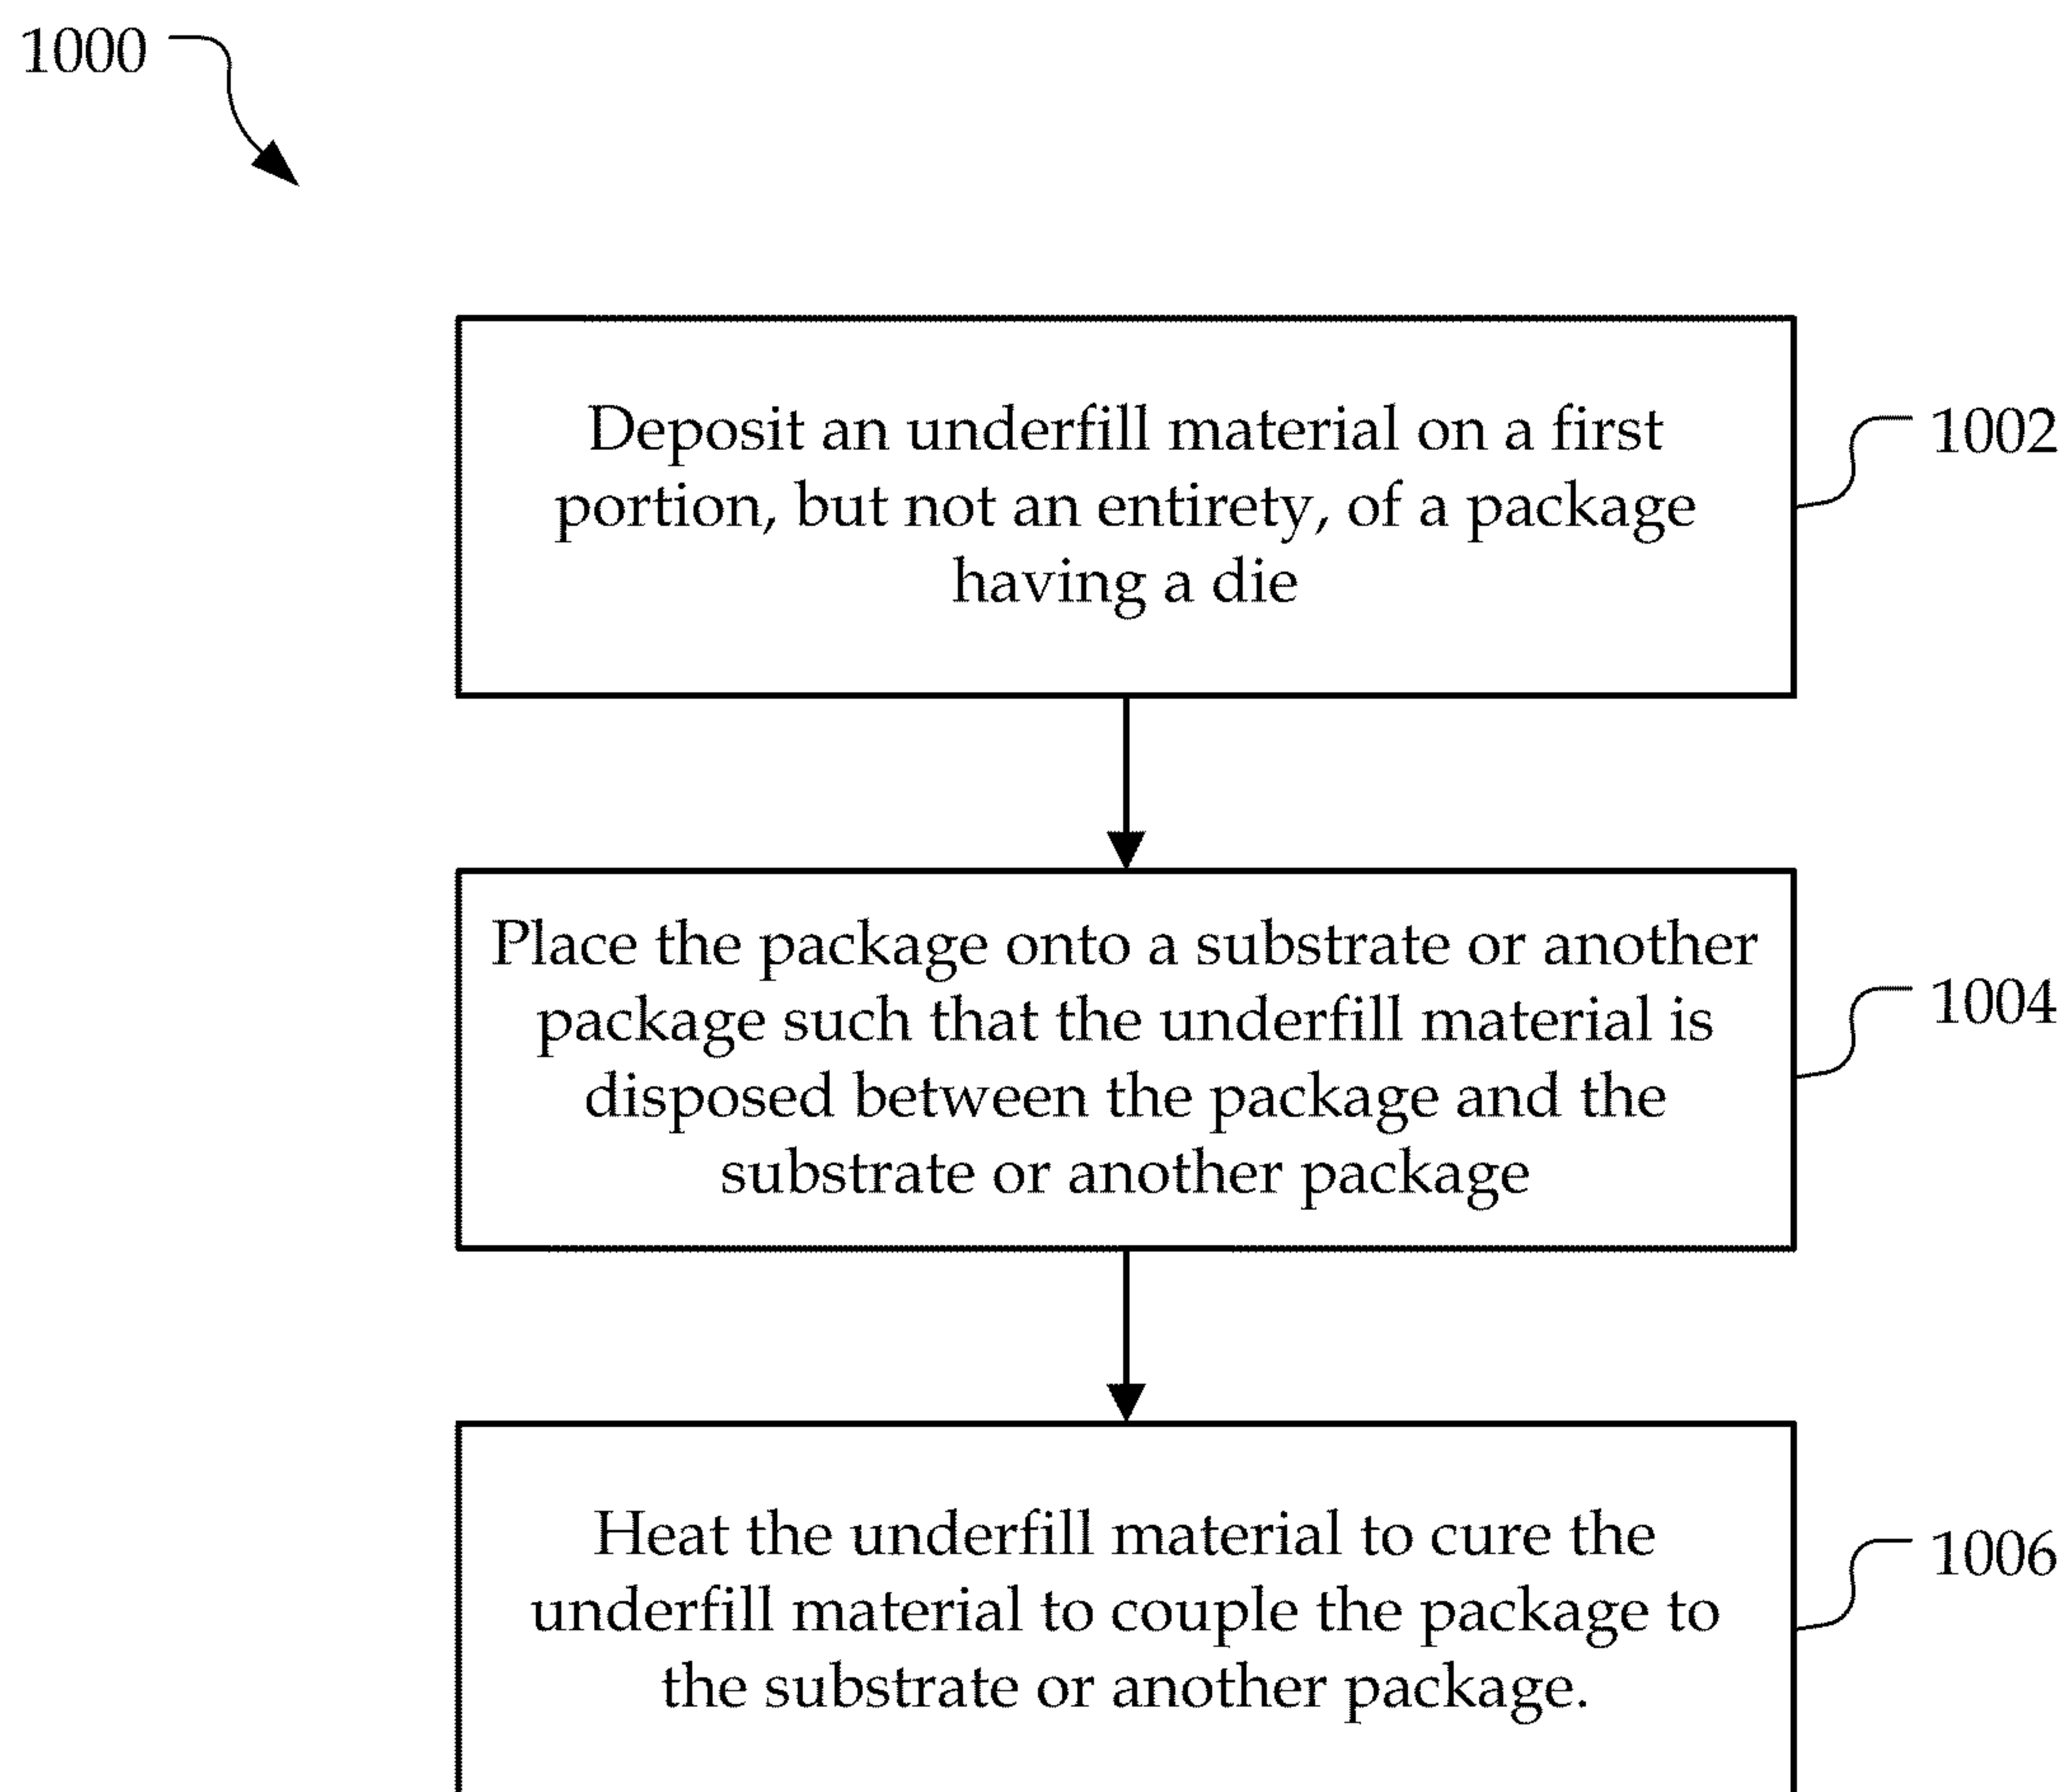 1000
Deposit an underfill material on a first
portion, but not an entirety, of a package
having a die
1002
Place the package onto a substrate or another
package such that the underfill material is
disposed between the package and the
substrate or another package
1004
Heat the underfill material to cure the
underfill material to couple the package to
the substrate or another package.
1006